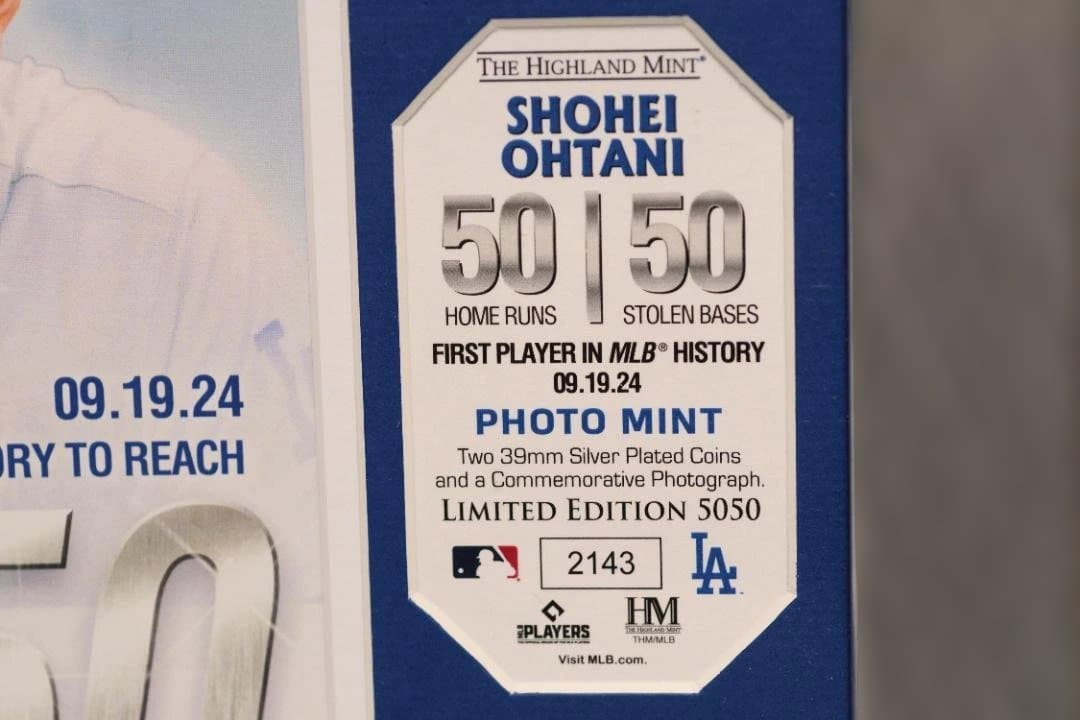 09.19.24
ORY TO REACH
50
THE HIGHLAND MINT®
SHOHEI
OHTANI
50 | 50
HOME RUNS STOLEN BASES
FIRST PLAYER IN MLB® HISTORY
09.19.24
PHOTO MINT
Two 39mm Silver Plated Coins
and a Commemorative Photograph.
LIMITED EDITION 5050
2143
LA
PLAYERS
HM
THE HIGHLAND MINT
THM/MLB
Visit MLB.com.